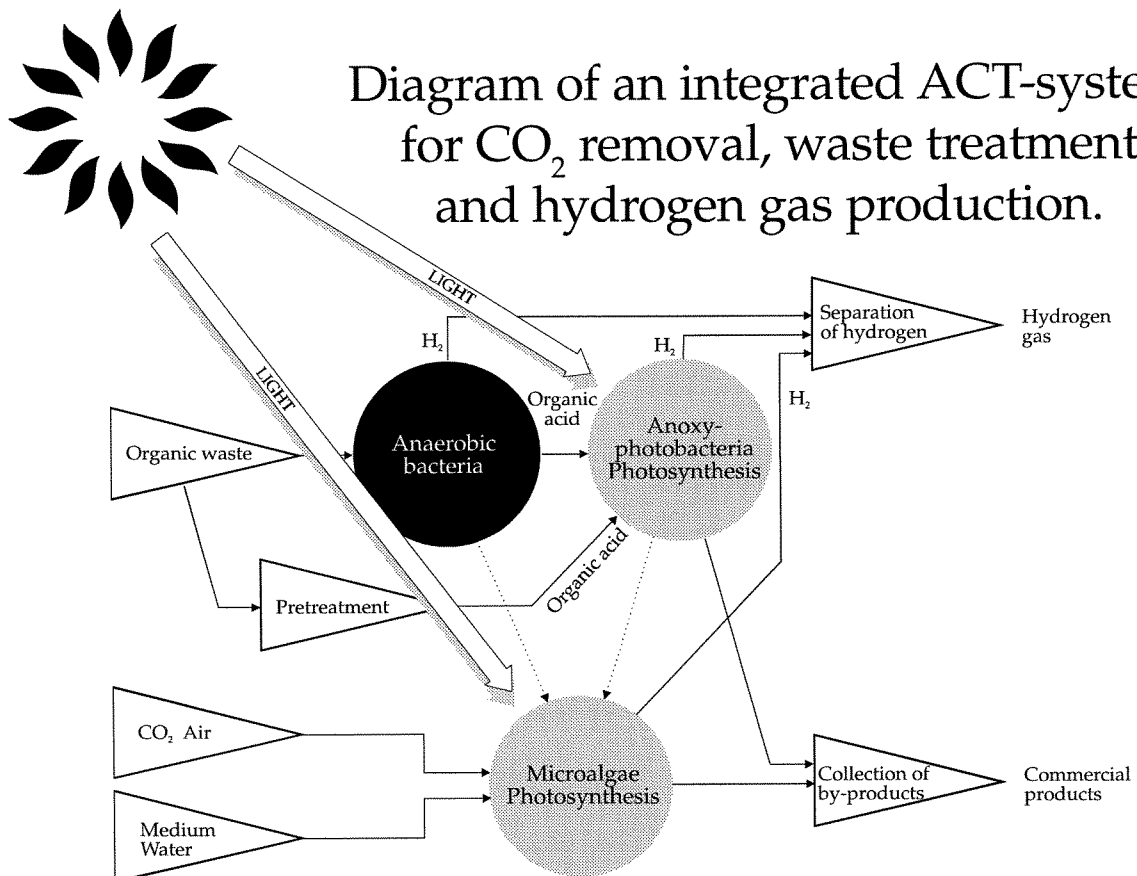 Diagram of an integrated ACT-syste
for CO₂ removal, waste treatment
and hydrogen gas production.
LIGHT
LIGHT
H₂
H₂
H₂
Separation
of hydrogen
Hydrogen
gas
Organic waste
Anaerobic
bacteria
Organic
acid
Anoxy-
photobacteria
Photosynthesis
Pretreatment
Organic acid
CO₂ Air
Medium
Water
Microalgae
Photosynthesis
Collection of
by-products
Commercial
products